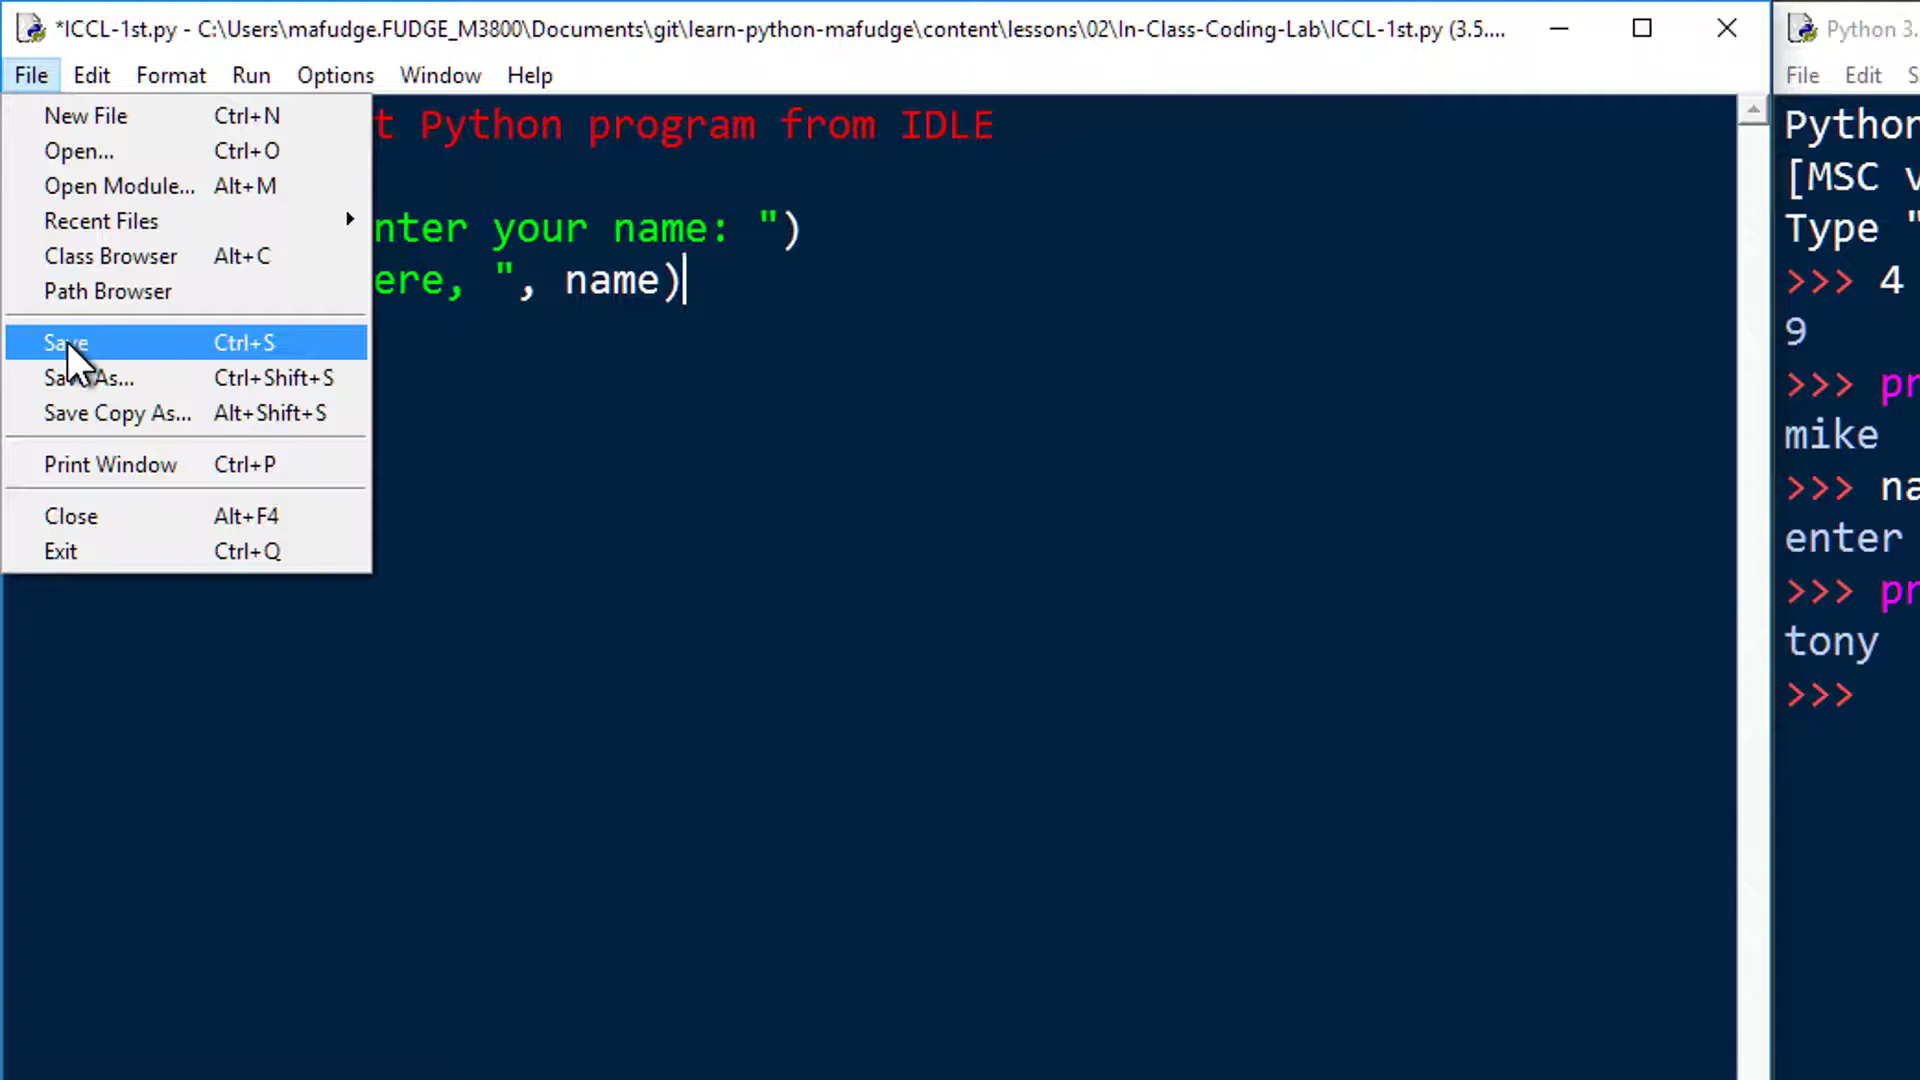 *ICCL-1st.py - C:\Users\mafudge.FUDGE_M3800\Documents\git\learn-python-mafudge\content\lessons\02\In-Class-Coding-Lab\ICCL-1st.py (3.5....
File Edit Format Run Options Window Help
New File Ctrl+N
Open... Ctrl+O
Open Module... Alt+M
Recent Files
Class Browser Alt+C
Path Browser
Save Ctrl+S
Save As... Ctrl+Shift+S
Save Copy As... Alt+Shift+S
Print Window Ctrl+P
Close Alt+F4
Exit Ctrl+Q
t Python program from IDLE
nter your name: ")
ere, ", name)
Python 3.
File Edit S
Python
[MSC v
Type "
>>> 4
9
>>> pr
mike
>>> na
enter
>>> pr
tony
>>>